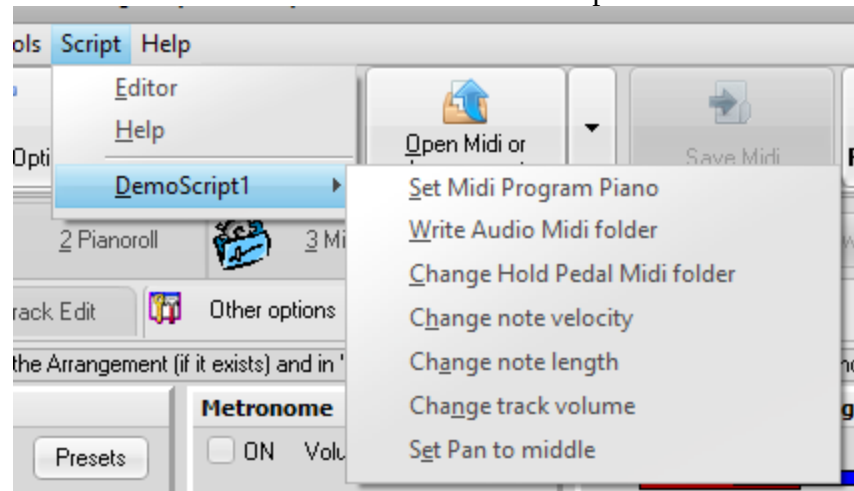 ols Script Help
Editor
Help
DemoScript1
Opti
Open Midi or
Save Midi
Set Midi Program Piano
Write Audio Midi folder
Change Hold Pedal Midi folder
Change note velocity
Change note length
Change track volume
Set Pan to middle
2 Pianoroll
3 Mi
rack Edit
Other options
the Arrangement (if it exists) and in '
Metronome
Presets
ON Volu